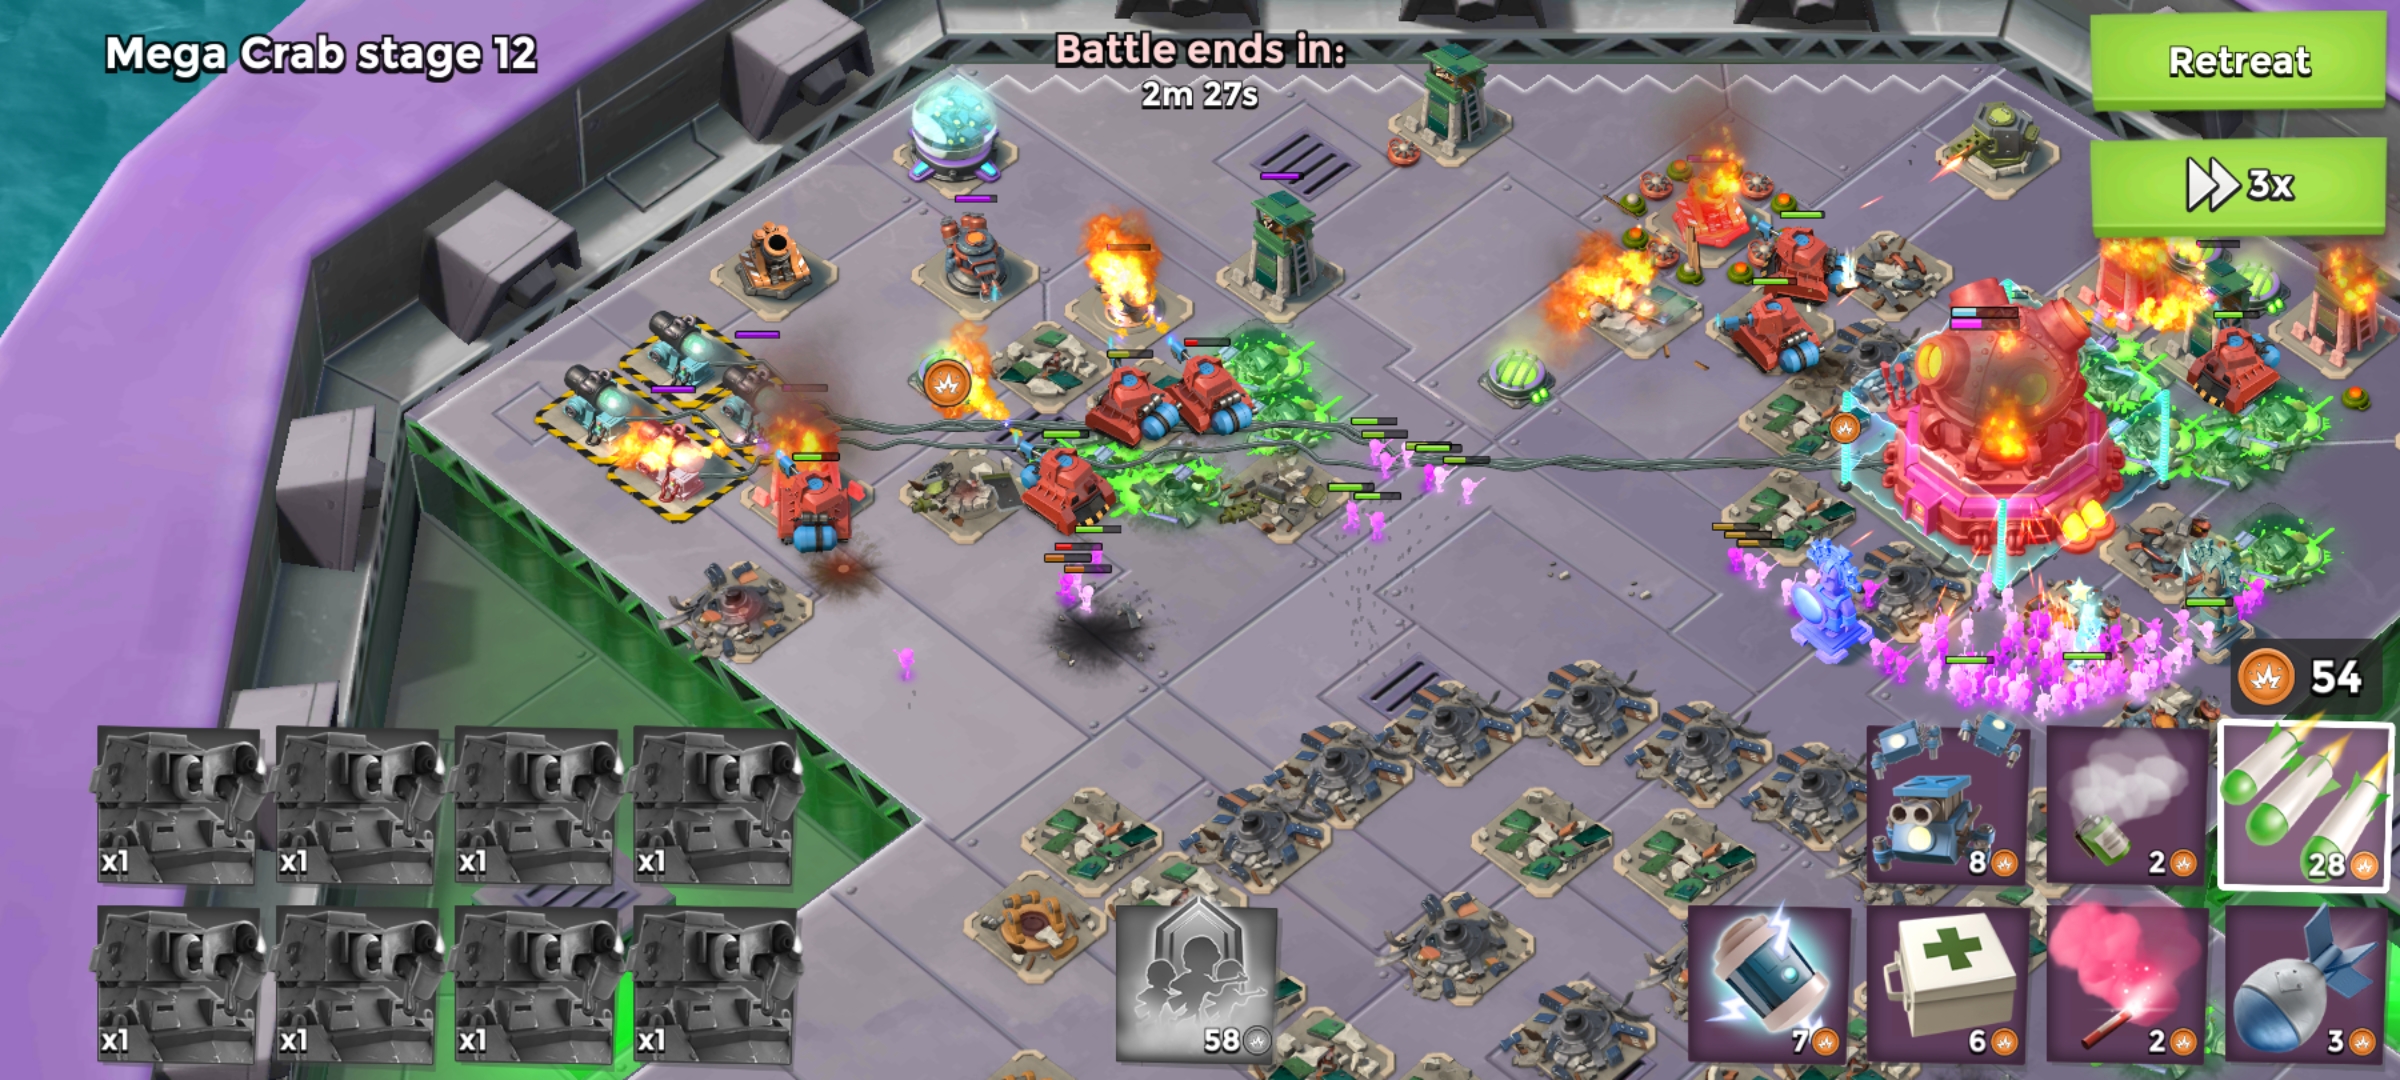 Mega Crab stage 12
Battle ends in:
2m 27s
Retreat
3x
54
x1
x1
x1
x1
8
2
28
x1
x1
x1
x1
58
7
6
2
3